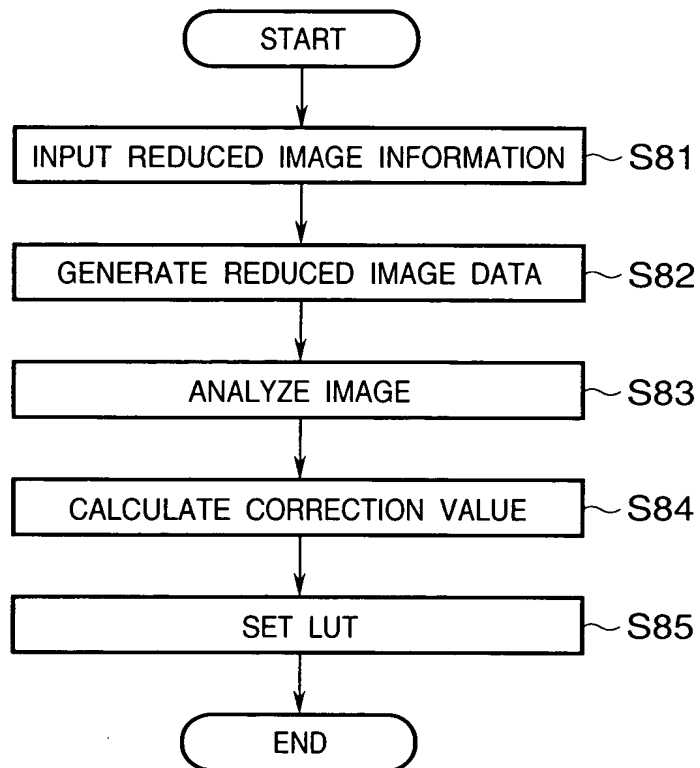 START
INPUT REDUCED IMAGE INFORMATION S81
GENERATE REDUCED IMAGE DATA S82
ANALYZE IMAGE S83
CALCULATE CORRECTION VALUE S84
SET LUT S85
END